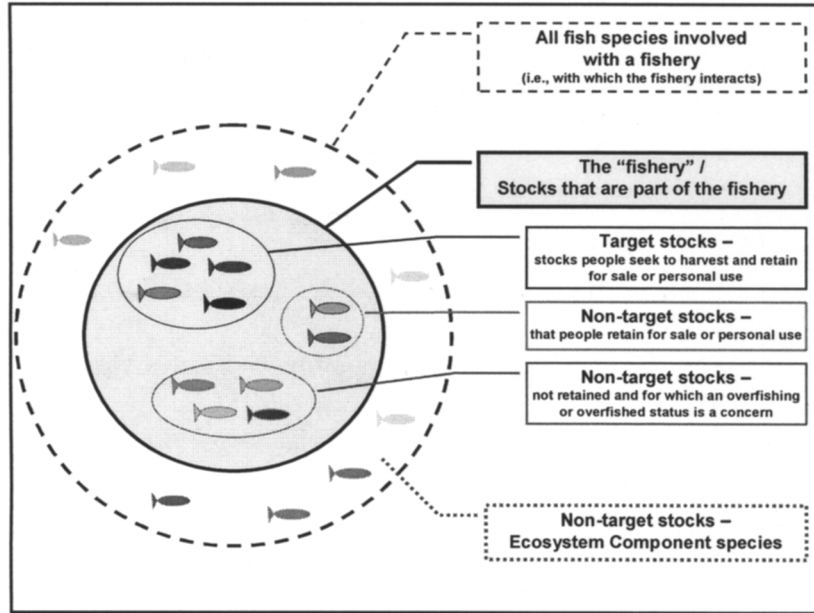 All fish species involved
with a fishery
(i.e., with which the fishery interacts)
The “fishery” /
Stocks that are part of the fishery
Target stocks –
stocks people seek to harvest and retain
for sale or personal use
Non-target stocks –
that people retain for sale or personal use
Non-target stocks –
not retained and for which an overfishing
or overfished status is a concern
Non-target stocks –
Ecosystem Component species